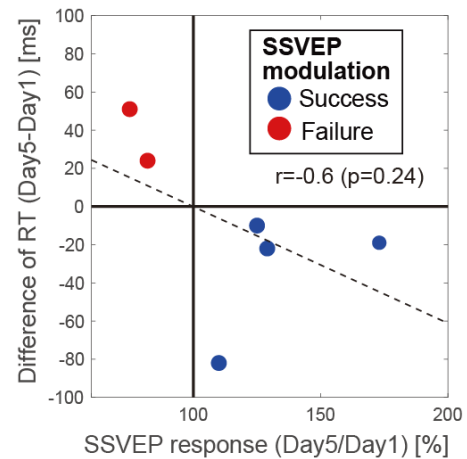 SSVEP
modulation
Success
Failure
r=-0.6 (p=0.24)
Difference of RT (Day5-Day1) [ms]
100
80
60
40
20
0
-20
-40
-60
-80
-100
100
150
200
SSVEP response (Day5/Day1) [%]